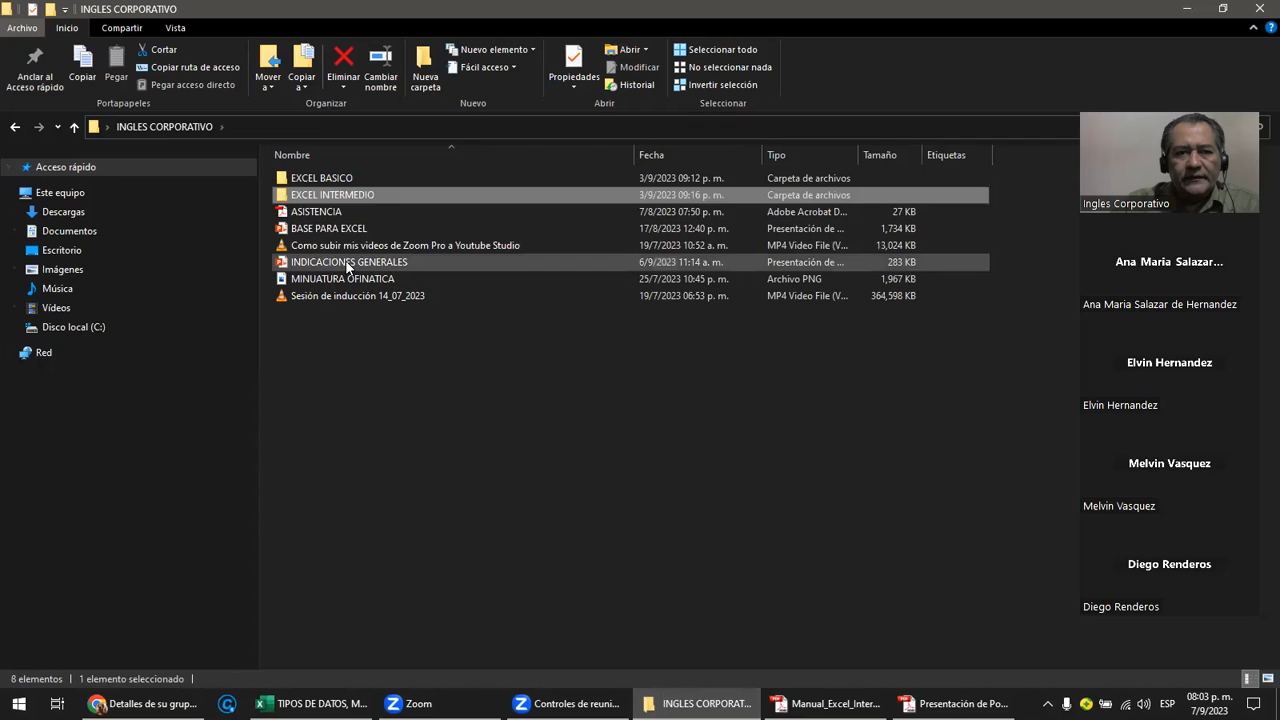 INGLES CORPORATIVO
Archivo
Inicio
Compartir
Vista
Anclar al
Acceso rápido
Copiar
Pegar
Cortar
Copiar ruta de acceso
Pegar acceso directo
Portapapeles
Mover
a
Copiar
a
Eliminar
Cambiar
nombre
Organizar
Nueva
carpeta
Nuevo elemento
Fácil acceso
Nuevo
Propiedades
Abrir
Modificar
Historial
Abrir
Seleccionar todo
No seleccionar nada
Invertir selección
Seleccionar
INGLES CORPORATIVO
Nombre Fecha Tipo Tamaño Etiquetas
EXCEL BASICO 3/9/2023 09:12 p. m. Carpeta de archivos
EXCEL INTERMEDIO 3/9/2023 09:16 p. m. Carpeta de archivos
ASISTENCIA 7/8/2023 07:50 p. m. Adobe Acrobat D... 27 KB
BASE PARA EXCEL 17/8/2023 12:40 p. m. Presentación de ... 1,734 KB
Como subir mis videos de Zoom Pro a Youtube Studio 19/7/2023 10:52 a. m. MP4 Video File (V... 13,024 KB
INDICACIONES GENERALES 6/9/2023 11:14 a. m. Presentación de ... 283 KB
MINUATURA OFINATICA 25/7/2023 10:45 p. m. Archivo PNG 1,967 KB
Sesión de inducción 14_07_2023 19/7/2023 06:53 p. m. MP4 Video File (V... 364,598 KB
Acceso rápido
Este equipo
Descargas
Documentos
Escritorio
Imágenes
Música
Vídeos
Disco local (C:)
Red
Ingles Corporativo
Ana Maria Salazar...
Ana Maria Salazar de Hernandez
Elvin Hernandez
Elvin Hernandez
Melvin Vasquez
Melvin Vasquez
Diego Renderos
Diego Renderos
8 elementos 1 elemento seleccionado
Detalles de su grup...
TIPOS DE DATOS, M...
Zoom
Controles de reuni...
INGLES CORPORAT...
Manual_Excel_Inter...
Presentación de Po...
ESP
08:03 p. m.
7/9/2023